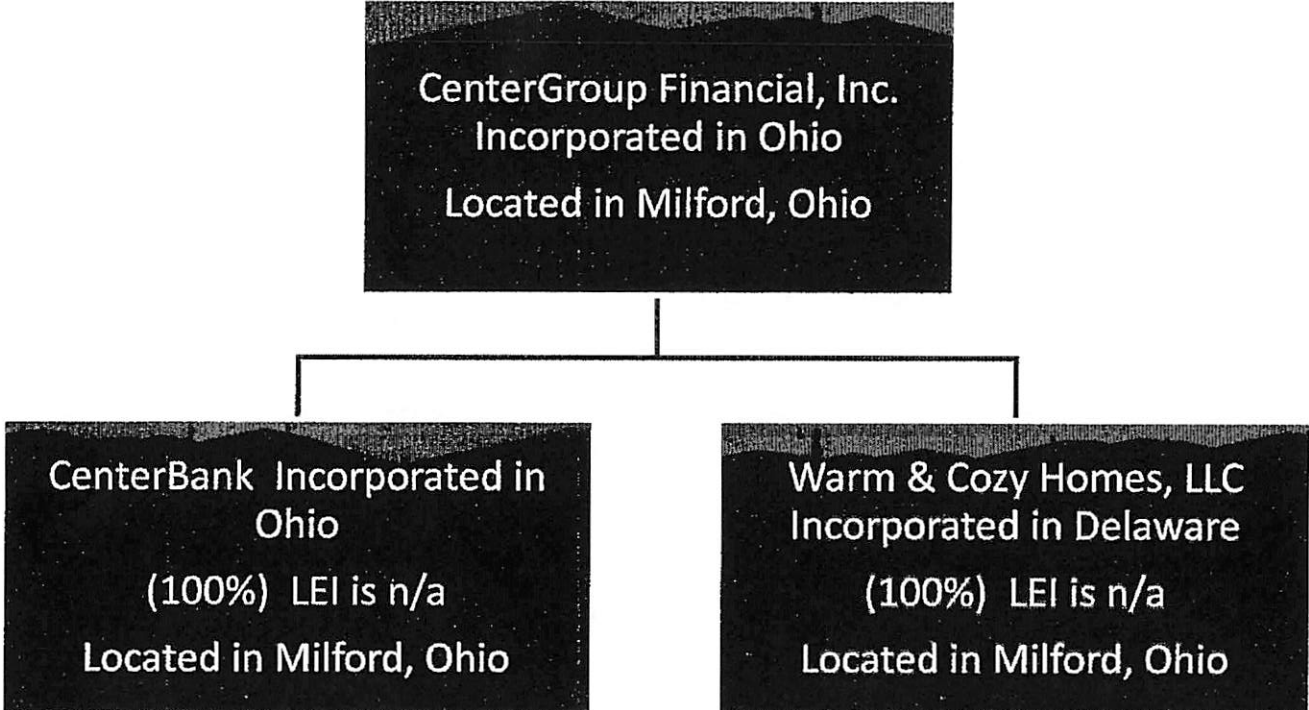 CenterGroup Financial, Inc.
Incorporated in Ohio
Located in Milford, Ohio
CenterBank Incorporated in
Ohio
(100%) LEI is n/a
Located in Milford, Ohio
Warm & Cozy Homes, LLC
Incorporated in Delaware
(100%) LEI is n/a
Located in Milford, Ohio